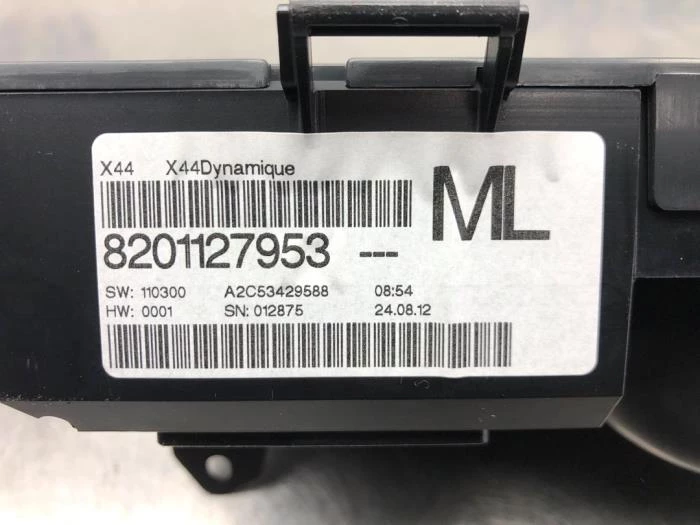 X44 X44Dynamique
ML
8201127953 ---
SW: 110300 A2C53429588 08:54
HW: 0001 SN: 012875 24.08.12